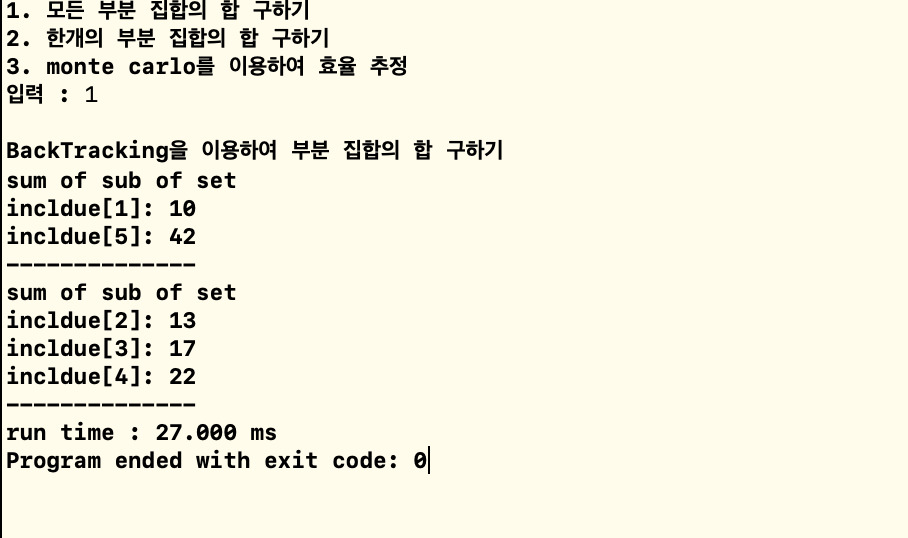 1. 모든 부분 집합의 합 구하기
2. 한개의 부분 집합의 합 구하기
3. monte carlo를 이용하여 효율 추정
입력 : 1
BackTracking을 이용하여 부분 집합의 합 구하기
sum of sub of set
incldue[1]: 10
incldue[5]: 42
--------------
sum of sub of set
incldue[2]: 13
incldue[3]: 17
incldue[4]: 22
--------------
run time : 27.000 ms
Program ended with exit code: 0